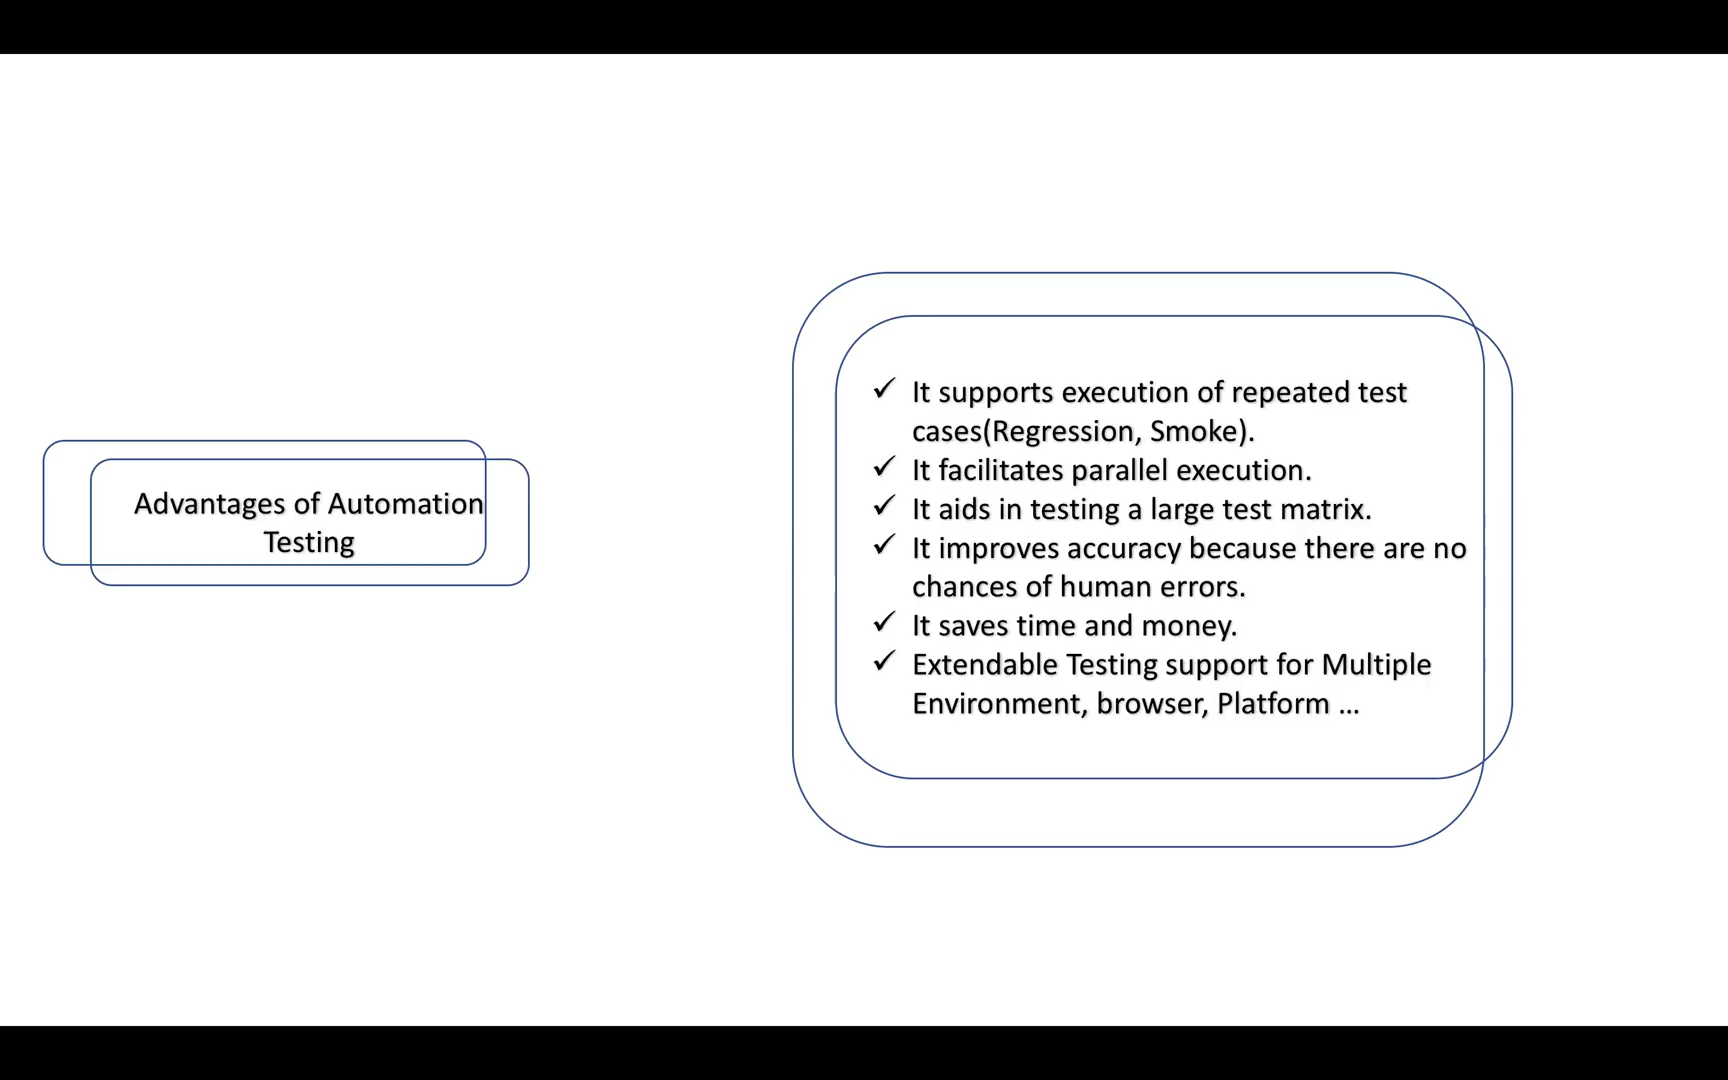 Advantages of Automation
Testing
✓ It supports execution of repeated test
cases(Regression, Smoke).
✓ It facilitates parallel execution.
✓ It aids in testing a large test matrix.
✓ It improves accuracy because there are no
chances of human errors.
✓ It saves time and money.
✓ Extendable Testing support for Multiple
Environment, browser, Platform ...